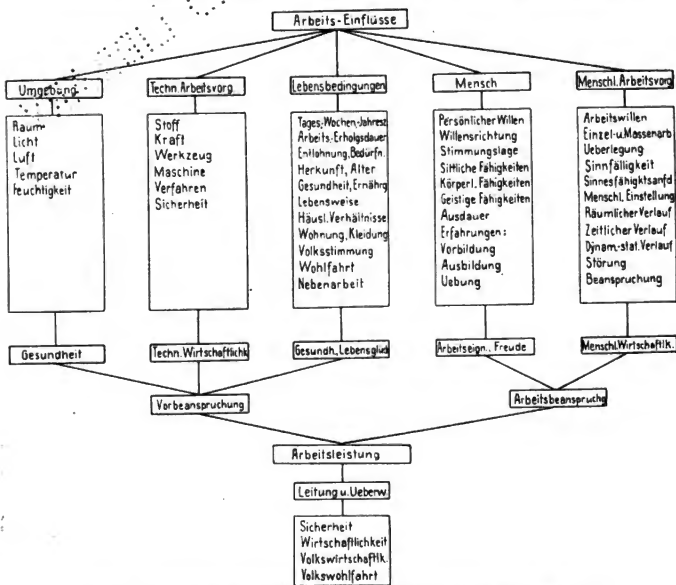 Arbeits-Einflüsse
Umgebung
Raum
Licht
Luft
Temperatur
Feuchtigkeit
Gesundheit
Techn. Arbeitsvorg.
Stoff
Kraft
Werkzeug
Maschine
Verfahren
Sicherheit
Techn. Wirtschaftlichk
Lebensbedingungen
Tages-, Wochen-, Jahresz.
Arbeits-, Erholgsdauer
Entlohnung, Bedürfn.
Herkunft, Alter
Gesundheit, Ernährg
Lebensweise
Häusl. Verhältnisse
Wohnung, Kleidung
Volksstimmung
Wohlfahrt
Nebenarbeit
Gesundh., Lebensglück
Mensch
Persönlicher Willen
Willensrichtung
Stimmungslage
Sittliche Fähigkeiten
Körperl. Fähigkeiten
Geistige Fähigkeiten
Ausdauer
Erfahrungen:
Vorbildung
Ausbildung
Uebung
Arbeitseign., Freude
Menschl. Arbeitsvorg
Arbeitswillen
Einzel-u. Massenarb
Ueberlegung
Sinnfälligkeit
Sinnesfähigktsanfd
Menschl. Einstellung
Räumlicher Verlauf
Zeitlicher Verlauf
Dynam.-stat. Verlauf
Störung
Beanspruchung
Menschl. Wirtschaftlk.
Vorbeanspruchung
Arbeitsbeanspruchg
Arbeitsleistung
Leitung u. Ueberw.
Sicherheit
Wirtschaftlichkeit
Volkswirtschaftlk.
Volkswohlfahrt